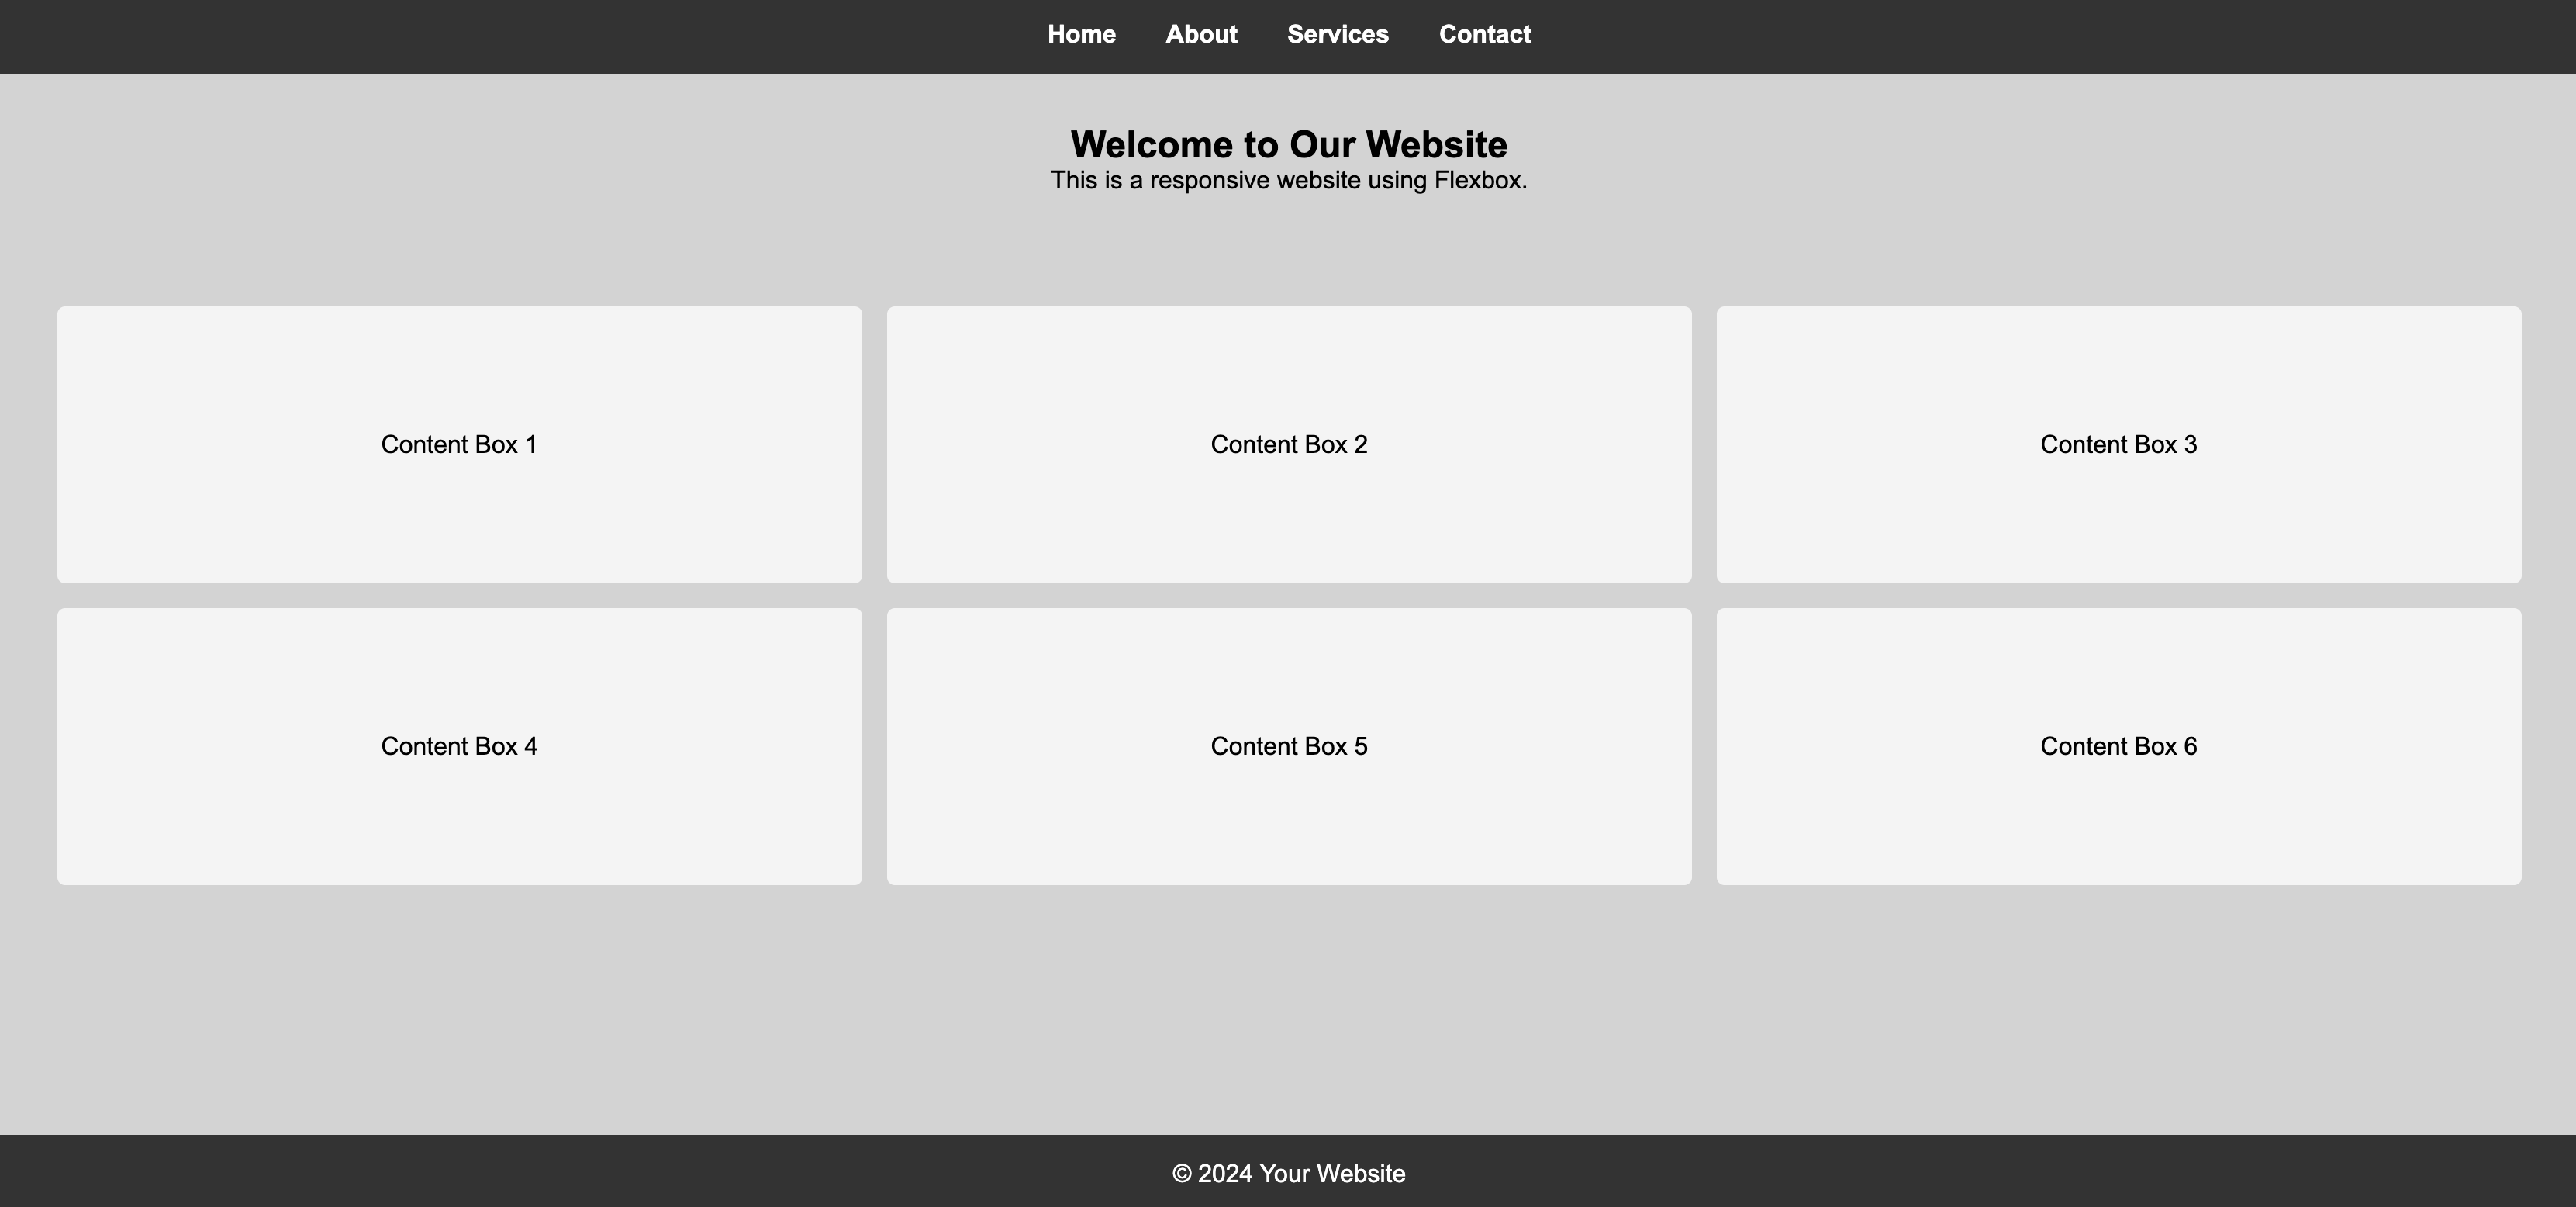 Home About Services Contact
Welcome to Our Website
This is a responsive website using Flexbox.
Content Box 1
Content Box 2
Content Box 3
Content Box 4
Content Box 5
Content Box 6
© 2024 Your Website